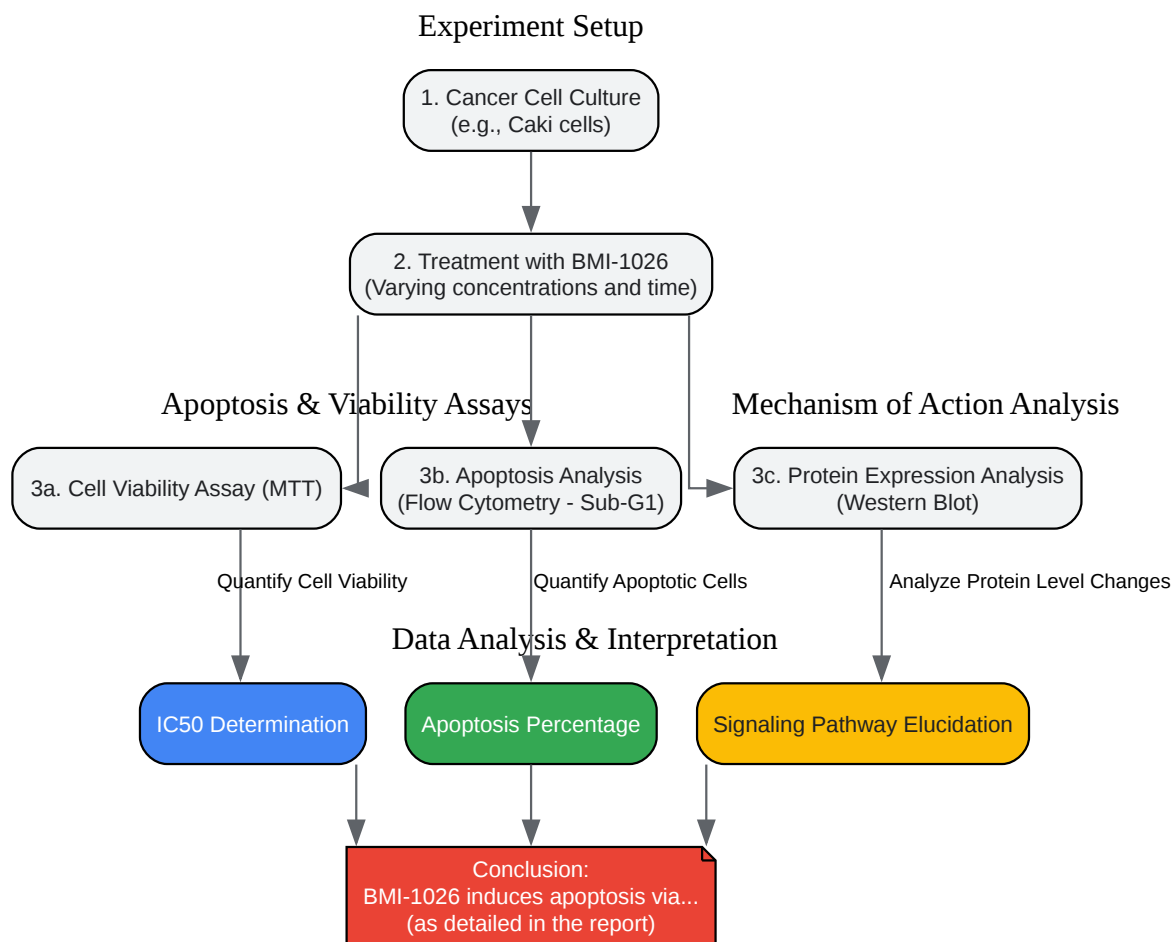 Experiment Setup
1. Cancer Cell Culture
(e.g., Caki cells)
2. Treatment with BMI-1026
(Varying concentrations and time)
Apoptosis & Viability Assays
Mechanism of Action Analysis
3a. Cell Viability Assay (MTT)
3b. Apoptosis Analysis
(Flow Cytometry - Sub-G1)
3c. Protein Expression Analysis
(Western Blot)
Quantify Cell Viability
Quantify Apoptotic Cells
Analyze Protein Level Changes
Data Analysis & Interpretation
IC50 Determination
Apoptosis Percentage
Signaling Pathway Elucidation
Conclusion:
BMI-1026 induces apoptosis via...
(as detailed in the report)